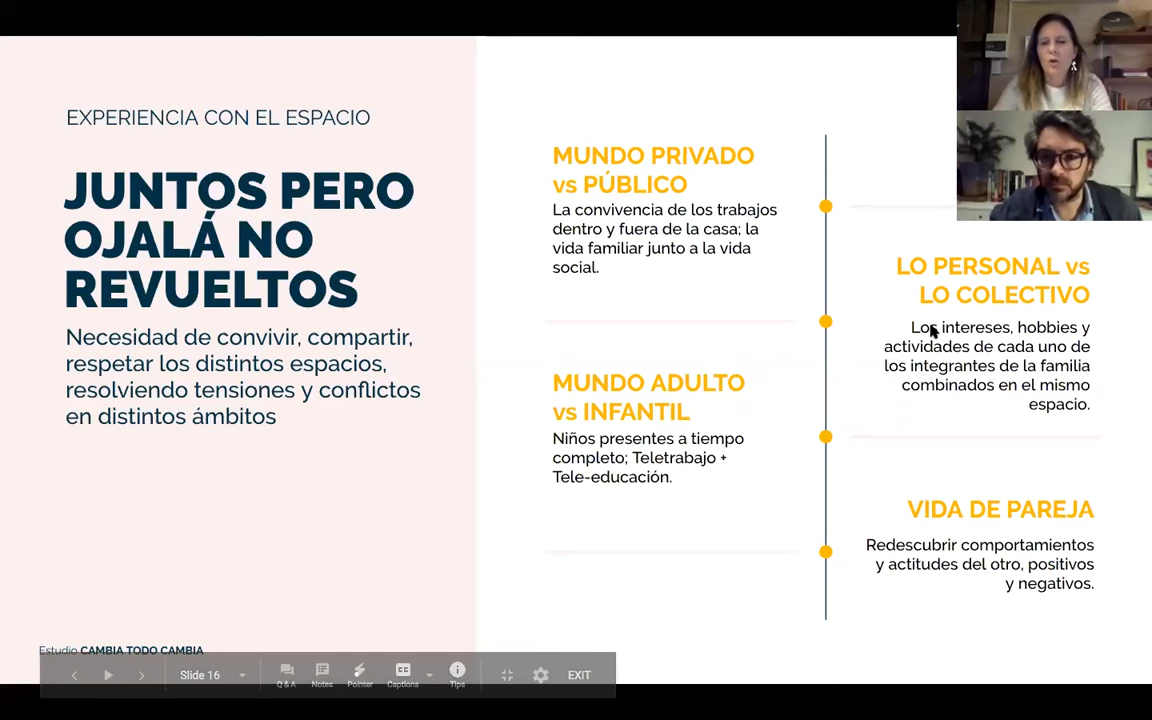 EXPERIENCIA CON EL ESPACIO
JUNTOS PERO
OJALÁ NO
REVUELTOS
Necesidad de convivir, compartir,
respetar los distintos espacios,
resolviendo tensiones y conflictos
en distintos ámbitos
MUNDO PRIVADO
vs PÚBLICO
La convivencia de los trabajos
dentro y fuera de la casa; la
vida familiar junto a la vida
social.
LO PERSONAL vs
LO COLECTIVO
Los intereses, hobbies y
actividades de cada uno de
los integrantes de la familia
combinados en el mismo
espacio.
MUNDO ADULTO
vs INFANTIL
Niños presentes a tiempo
completo; Teletrabajo +
Tele-educación.
VIDA DE PAREJA
Redescubrir comportamientos
y actitudes del otro, positivos
y negativos.
Estudio CAMBIA TODO CAMBIA
Slide 16
Q & A
Notes
Pointer
CC
Captions
Tips
EXIT